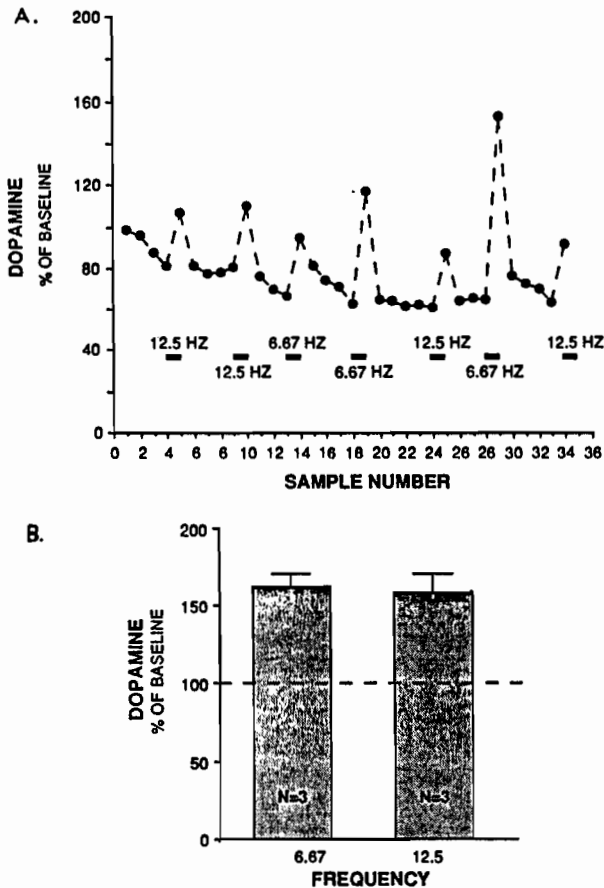 A.
200
160
120
80
40
0
DOPAMINE
% OF BASELINE
12.5 HZ 6.67 HZ 12.5 HZ 12.5 HZ
12.5 HZ 6.67 HZ 6.67 HZ
0 2 4 6 8 10 12 14 16 18 20 22 24 26 28 30 32 34 36
SAMPLE NUMBER
B.
200
150
100
50
0
DOPAMINE
% OF BASELINE
N=3 N=3
6.67 12.5
FREQUENCY